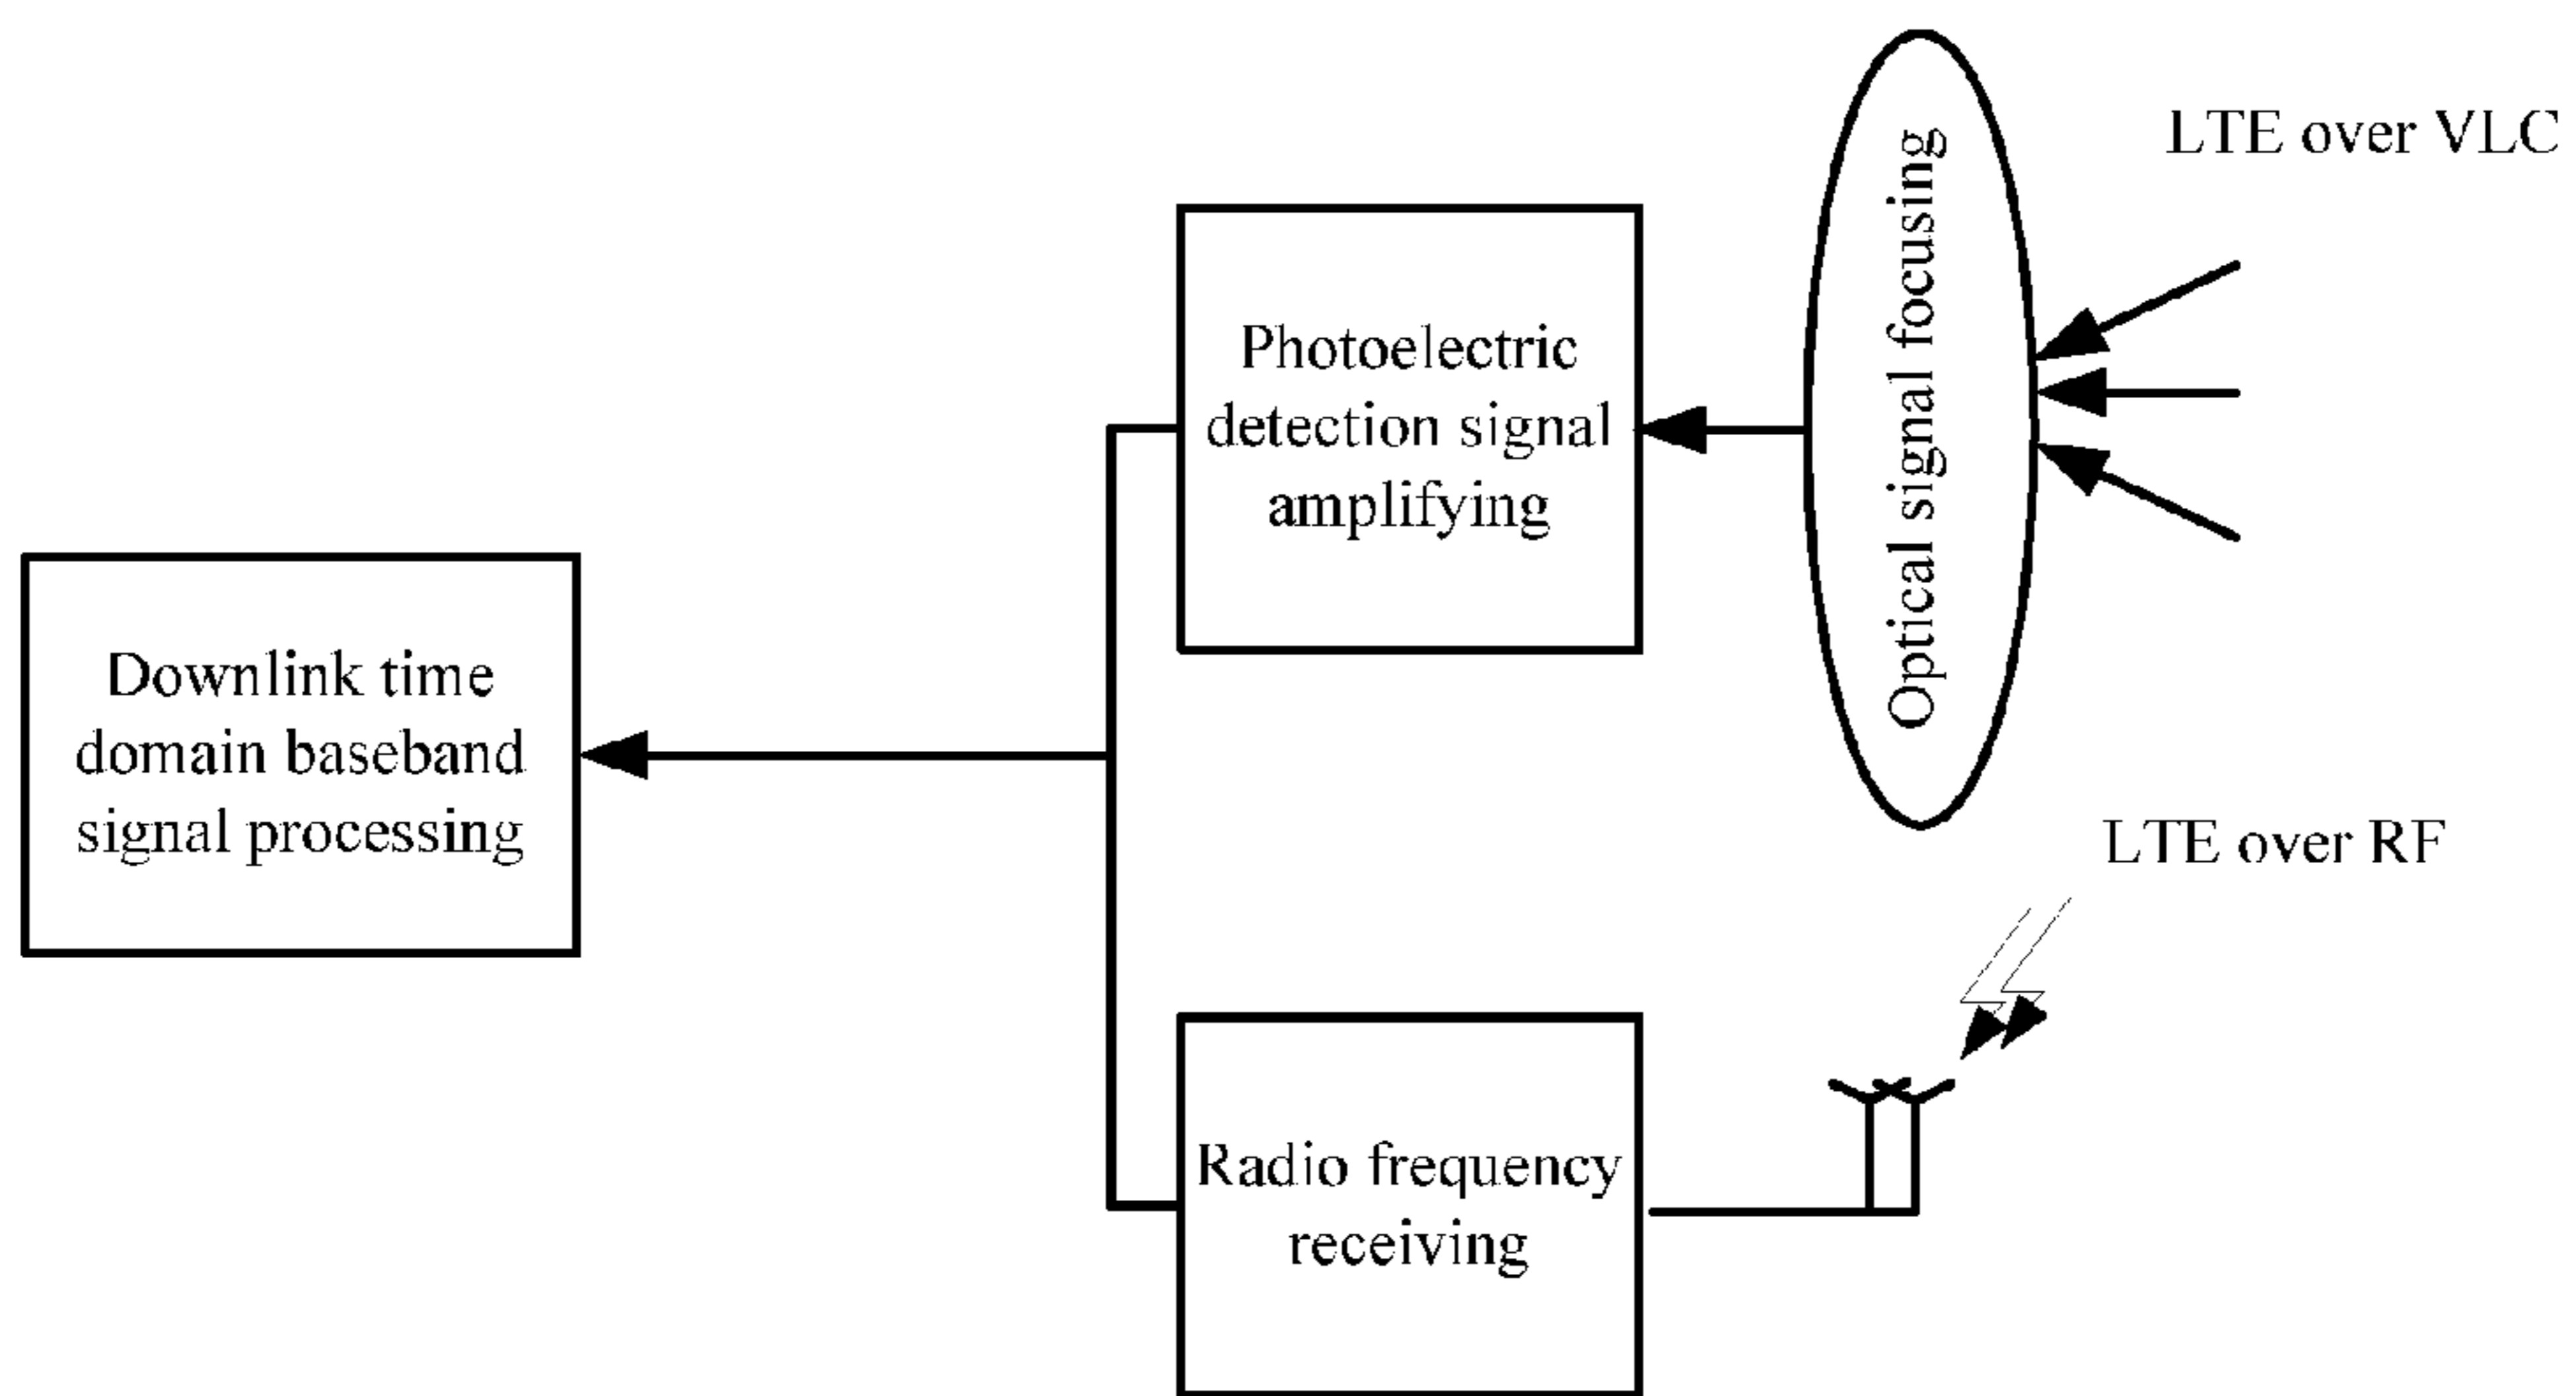 LTE over VLC
Optical signal focusing
Photoelectric
detection signal
amplifying
Downlink time
domain baseband
signal processing
LTE over RF
Radio frequency
receiving